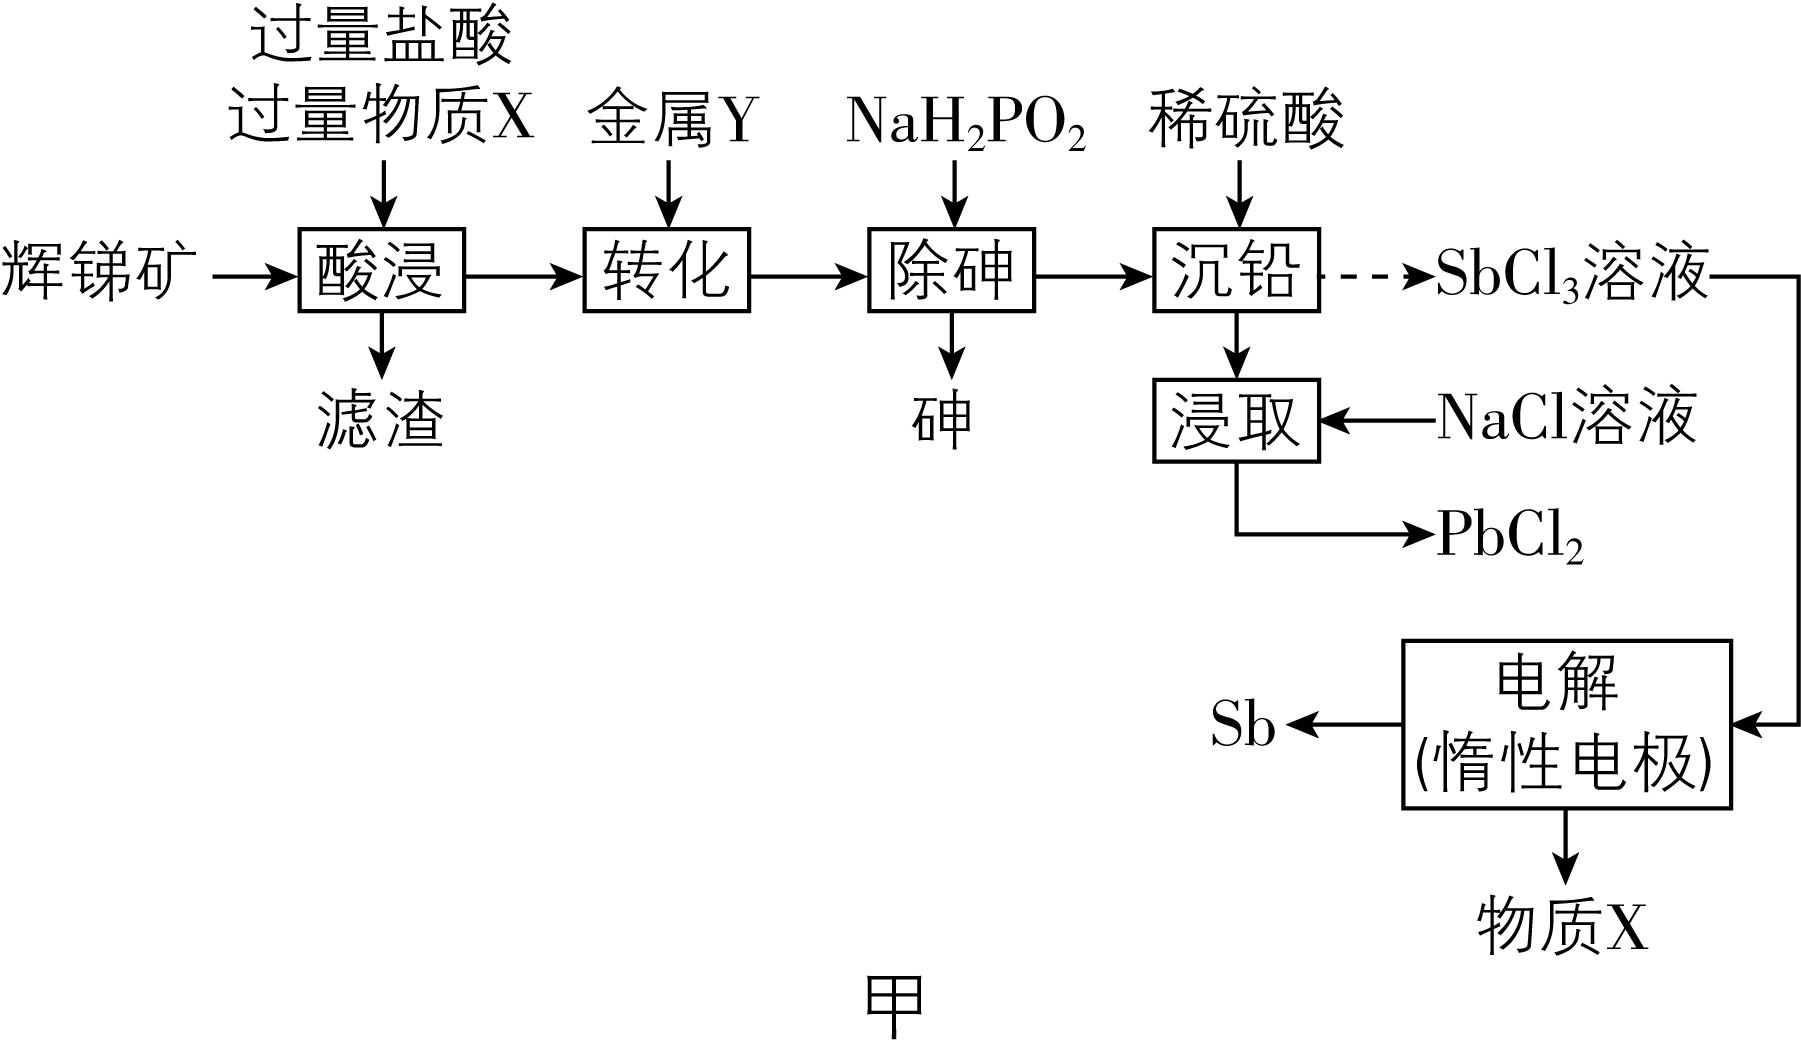 过量盐酸
过量物质X
金属Y
NaH₂PO₂
稀硫酸
辉锑矿
酸浸
转化
除砷
沉铅
SbCl₃溶液
滤渣
砷
浸取
NaCl溶液
PbCl₂
Sb
电解
(惰性电极)
物质X
甲